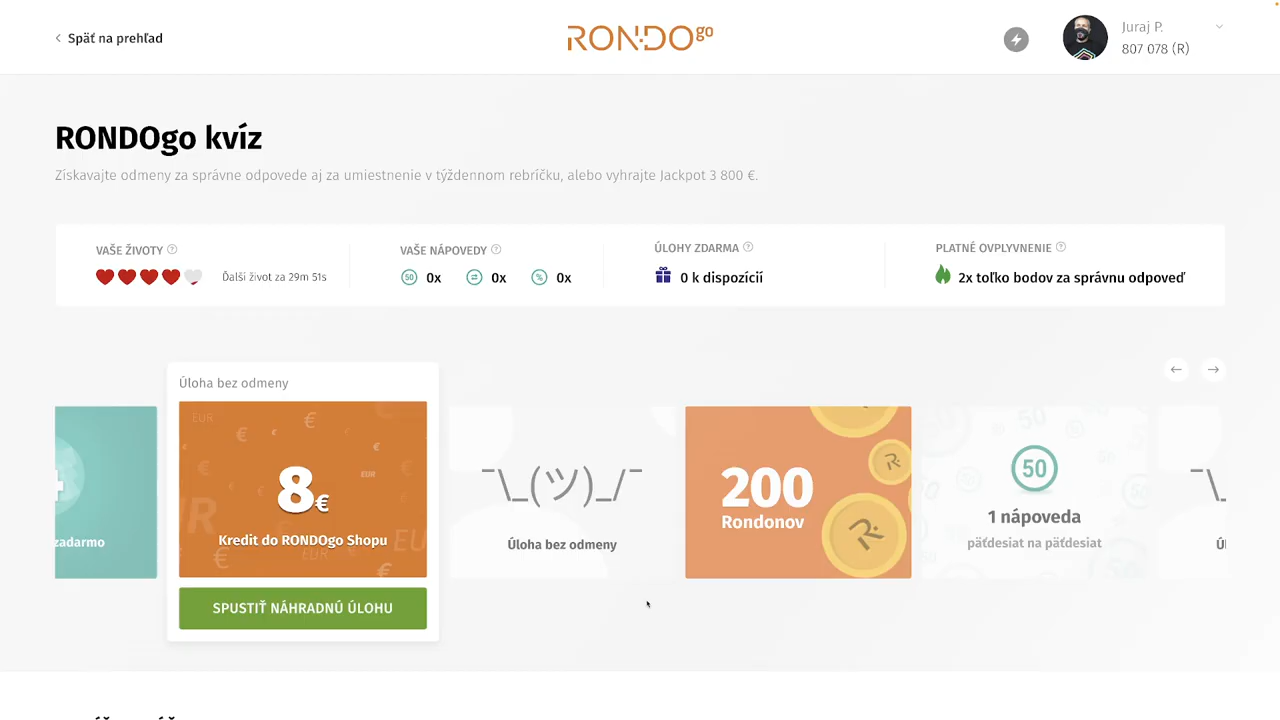 Späť na prehľad
RONDOgo
Juraj P.
807 078 (R)
RONDOgo kvíz
Získavajte odmeny za správne odpovede aj za umiestnenie v týždennom rebríčku, alebo vyhrajte Jackpot 3 800 €.
VAŠE ŽIVOTY
Ďalší život za 29m 51s
VAŠE NÁPOVEDY
50 0x 0x % 0x
ÚLOHY ZDARMA
0 k dispozícií
PLATNÉ OVPLYVNENIE
2x toľko bodov za správnu odpoveď
zadarmo
Úloha bez odmeny
8€
Kredit do RONDOgo Shopu
SPUSTIŤ NÁHRADNÚ ÚLOHU
¯\_(ツ)_/¯
Úloha bez odmeny
200
Rondonov
50
1 nápoveda
päťdesiat na päťdesiat